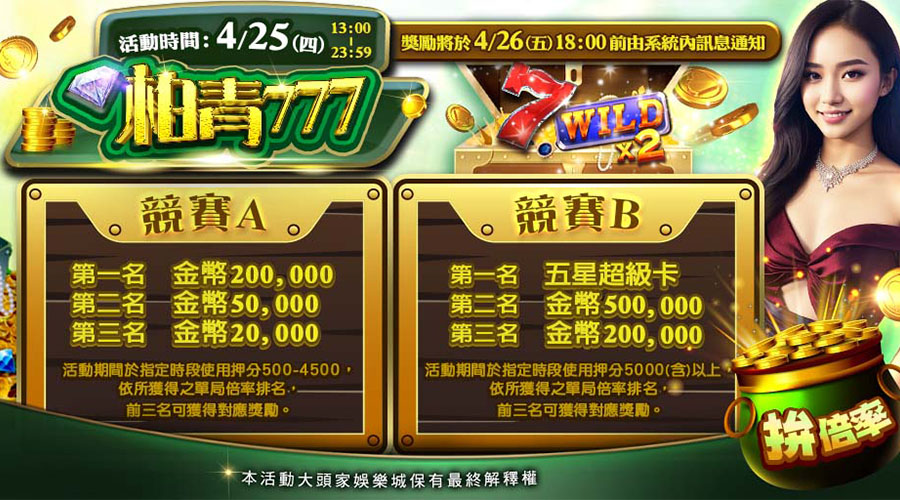 活動時間：4/25(四) 13:00-23:59
獎勵將於4/26(五)18:00前由系統內訊息通知
柏青777
7 WILD x2
競賽A
第一名 金幣200,000
第二名 金幣50,000
第三名 金幣20,000
活動期間於指定時段使用押分500-4500，
依所獲得之單局倍率排名，
前三名可獲得對應獎勵。
競賽B
第一名 五星超級卡
第二名 金幣500,000
第三名 金幣200,000
活動期間於指定時段使用押分5000(含)以上，
依所獲得之單局倍率排名，
前三名可獲得對應獎勵。
拚倍率
本活動大頭家娛樂城保有最終解釋權